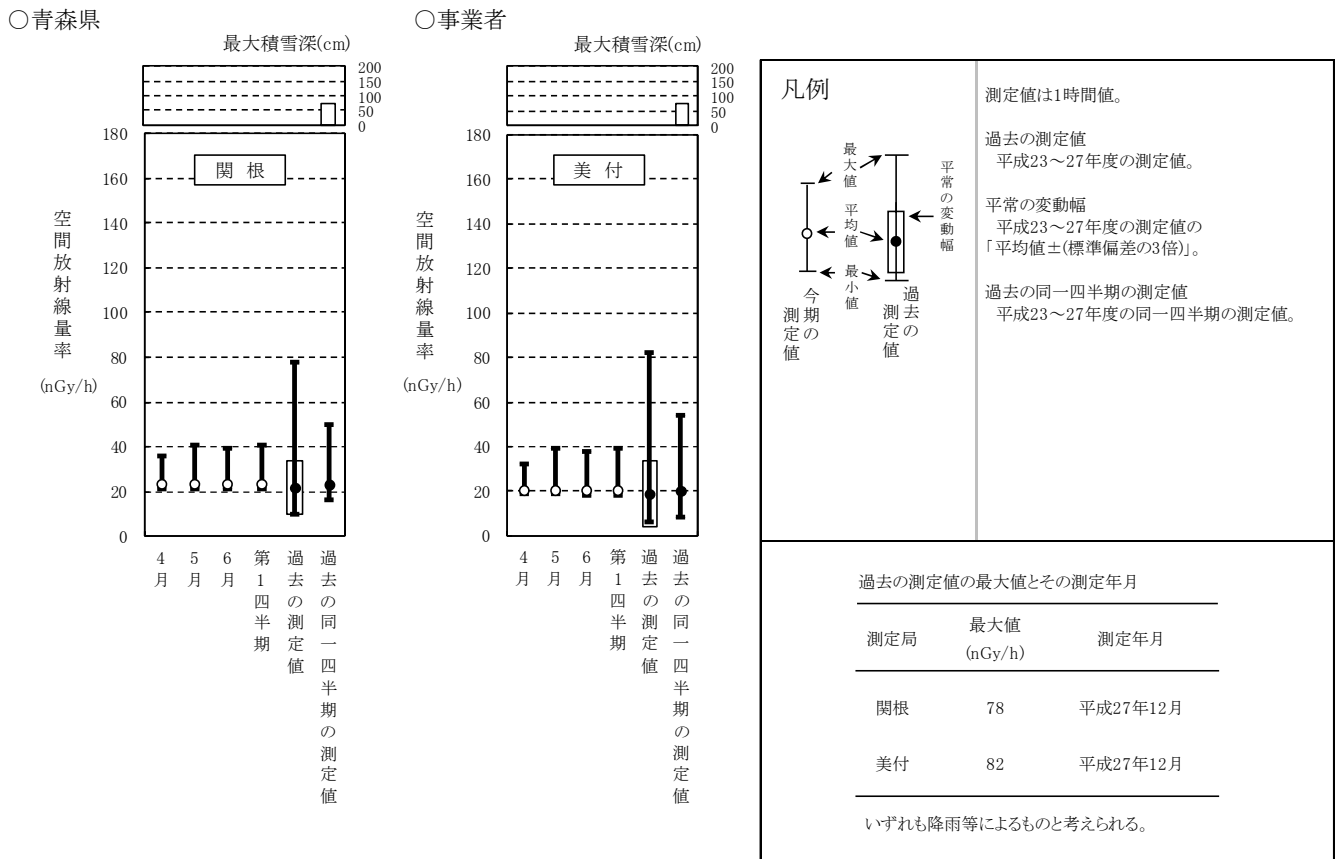 ○青森県
最大積雪深(cm)
200
150
100
50
0
関根
空間放射線量率
(nGy/h)
180
160
140
120
100
80
60
40
20
0
4月
5月
6月
第1四半期
過去の測定値
過去の同一四半期の測定値
○事業者
最大積雪深(cm)
200
150
100
50
0
美付
空間放射線量率
(nGy/h)
180
160
140
120
100
80
60
40
20
0
4月
5月
6月
第1四半期
過去の測定値
過去の同一四半期の測定値
凡例
最大値
平均値
最小値
平常の変動幅
今期の測定値
過去の測定値
測定値は1時間値。
過去の測定値
平成23～27年度の測定値。
平常の変動幅
平成23～27年度の測定値の
「平均値±(標準偏差の3倍)」。
過去の同一四半期の測定値
平成23～27年度の同一四半期の測定値。
過去の測定値の最大値とその測定年月
測定局 最大値 (nGy/h) 測定年月
関根 78 平成27年12月
美付 82 平成27年12月
いずれも降雨等によるものと考えられる。